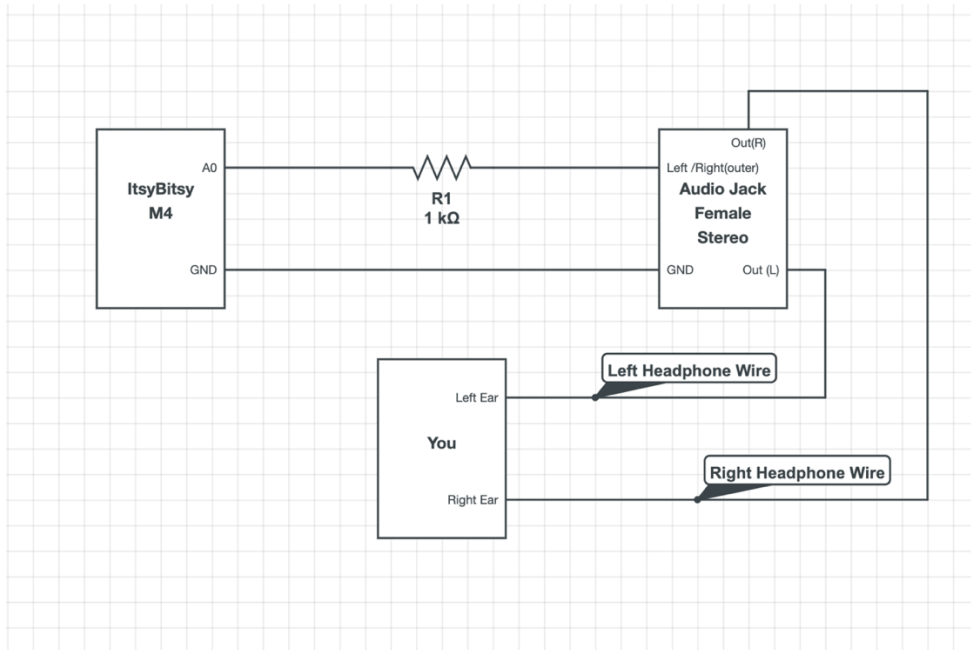 Out(R)
A0
Left /Right(outer)
ItsyBitsy
M4
R1
1 kΩ
Audio Jack
Female
Stereo
GND
GND
Out (L)
Left Headphone Wire
Left Ear
You
Right Headphone Wire
Right Ear